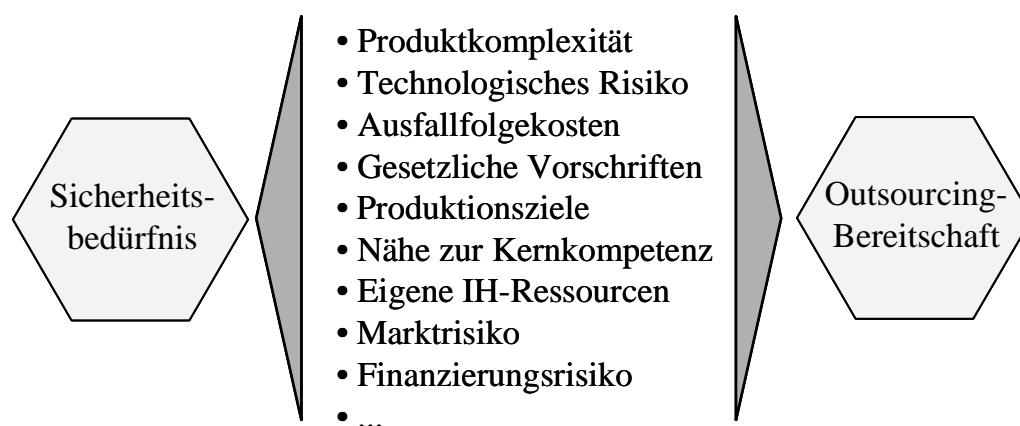 Sicherheits-
bedürfnis
• Produktkomplexität
• Technologisches Risiko
• Ausfallfolgekosten
• Gesetzliche Vorschriften
• Produktionsziele
• Nähe zur Kernkompetenz
• Eigene IH-Ressourcen
• Marktrisiko
• Finanzierungsrisiko
• ...
Outsourcing-
Bereitschaft